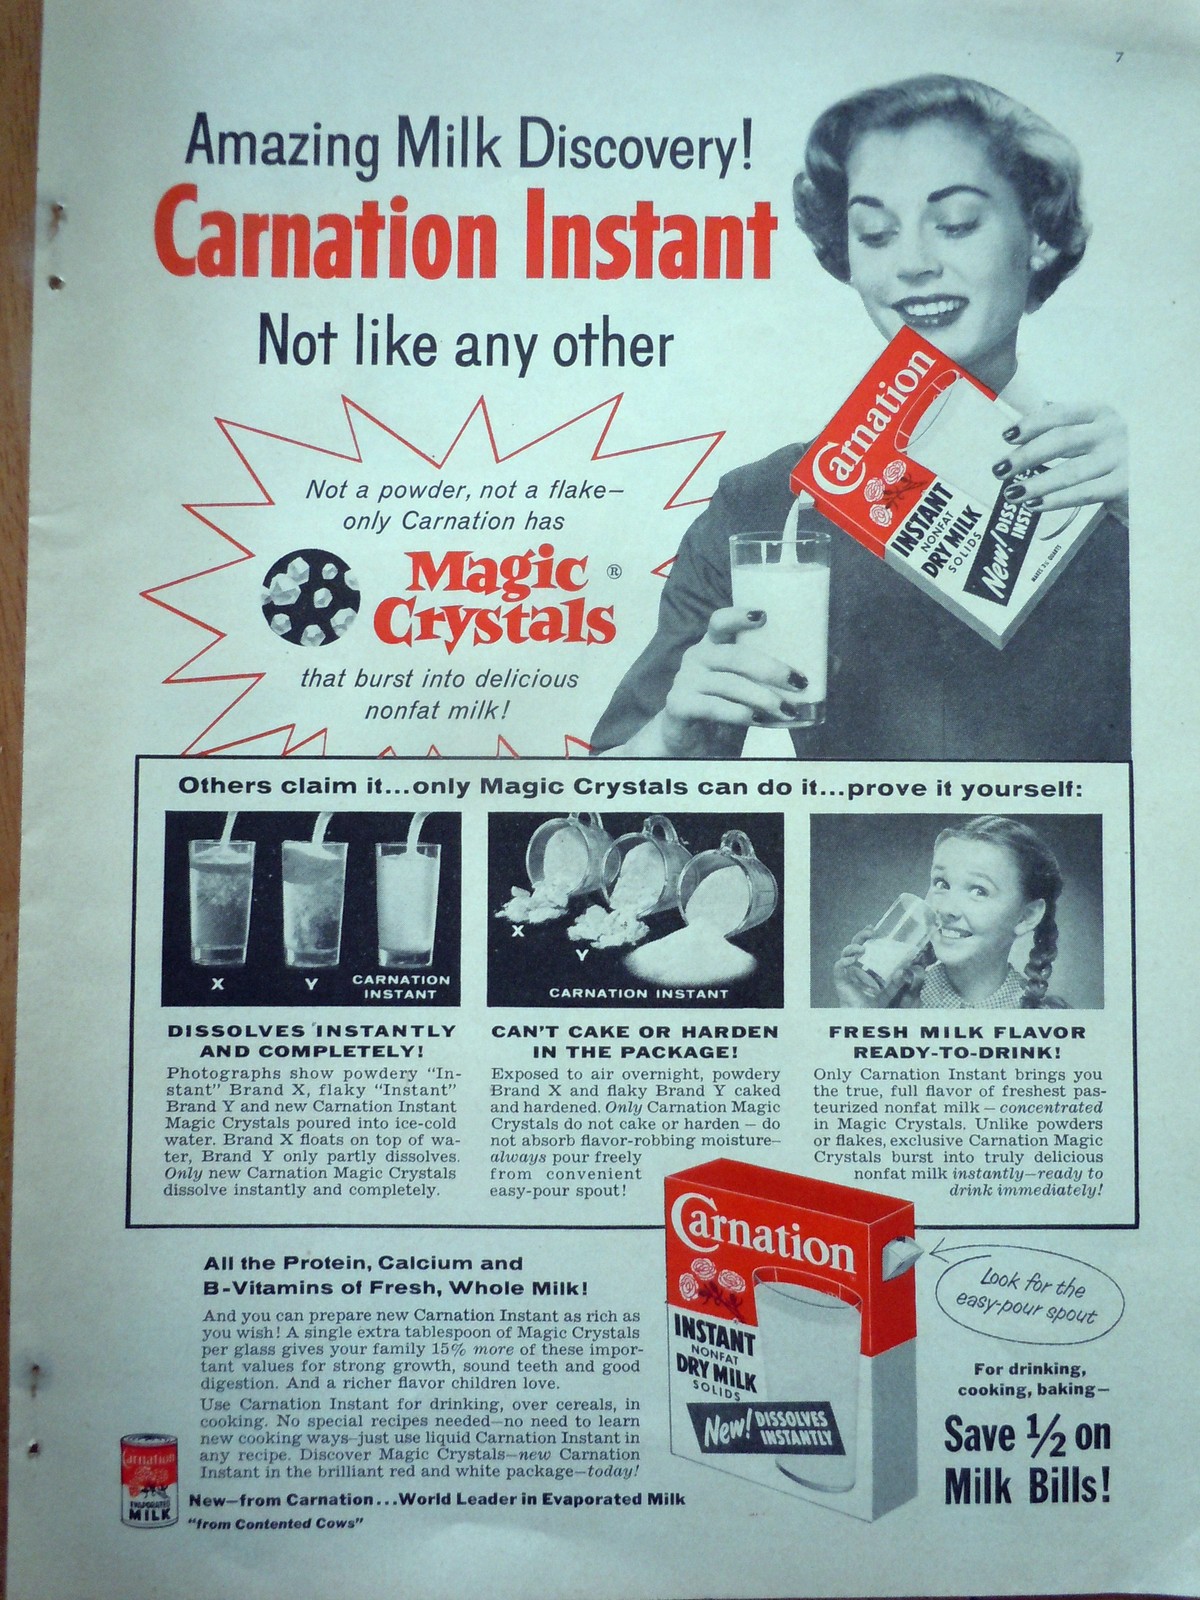 7
Amazing Milk Discovery!
Carnation Instant
Not like any other
Not a powder, not a flake—
only Carnation has
Magic ®
Crystals
that burst into delicious
nonfat milk!
Carnation
INSTANT
NONFAT
DRY MILK
SOLIDS
New! DISS
INST
Others claim it...only Magic Crystals can do it...prove it yourself:
X
Y
CARNATION
INSTANT
DISSOLVES INSTANTLY
AND COMPLETELY!
Photographs show powdery “In-
stant” Brand X, flaky “Instant”
Brand Y and new Carnation Instant
Magic Crystals poured into ice-cold
water. Brand X floats on top of wa-
ter, Brand Y only partly dissolves.
Only new Carnation Magic Crystals
dissolve instantly and completely.
X
Y
CARNATION INSTANT
CAN'T CAKE OR HARDEN
IN THE PACKAGE!
Exposed to air overnight, powdery
Brand X and flaky Brand Y caked
and hardened. Only Carnation Magic
Crystals do not cake or harden – do
not absorb flavor-robbing moisture—
always pour freely
from convenient
easy-pour spout!
FRESH MILK FLAVOR
READY-TO-DRINK!
Only Carnation Instant brings you
the true, full flavor of freshest pas-
teurized nonfat milk – concentrated
in Magic Crystals. Unlike powders
or flakes, exclusive Carnation Magic
Crystals burst into truly delicious
nonfat milk instantly—ready to
drink immediately!
All the Protein, Calcium and
B-Vitamins of Fresh, Whole Milk!
And you can prepare new Carnation Instant as rich as
you wish! A single extra tablespoon of Magic Crystals
per glass gives your family 15% more of these impor-
tant values for strong growth, sound teeth and good
digestion. And a richer flavor children love.
Use Carnation Instant for drinking, over cereals, in
cooking. No special recipes needed—no need to learn
new cooking ways—just use liquid Carnation Instant in
any recipe. Discover Magic Crystals—new Carnation
Instant in the brilliant red and white package—today!
Carnation
EVAPORATED
MILK
New—from Carnation...World Leader in Evaporated Milk
“from Contented Cows”
Carnation
INSTANT
NONFAT
DRY MILK
SOLIDS
New! DISSOLVES
INSTANTLY
Look for the
easy-pour spout
For drinking,
cooking, baking—
Save ½ on
Milk Bills!